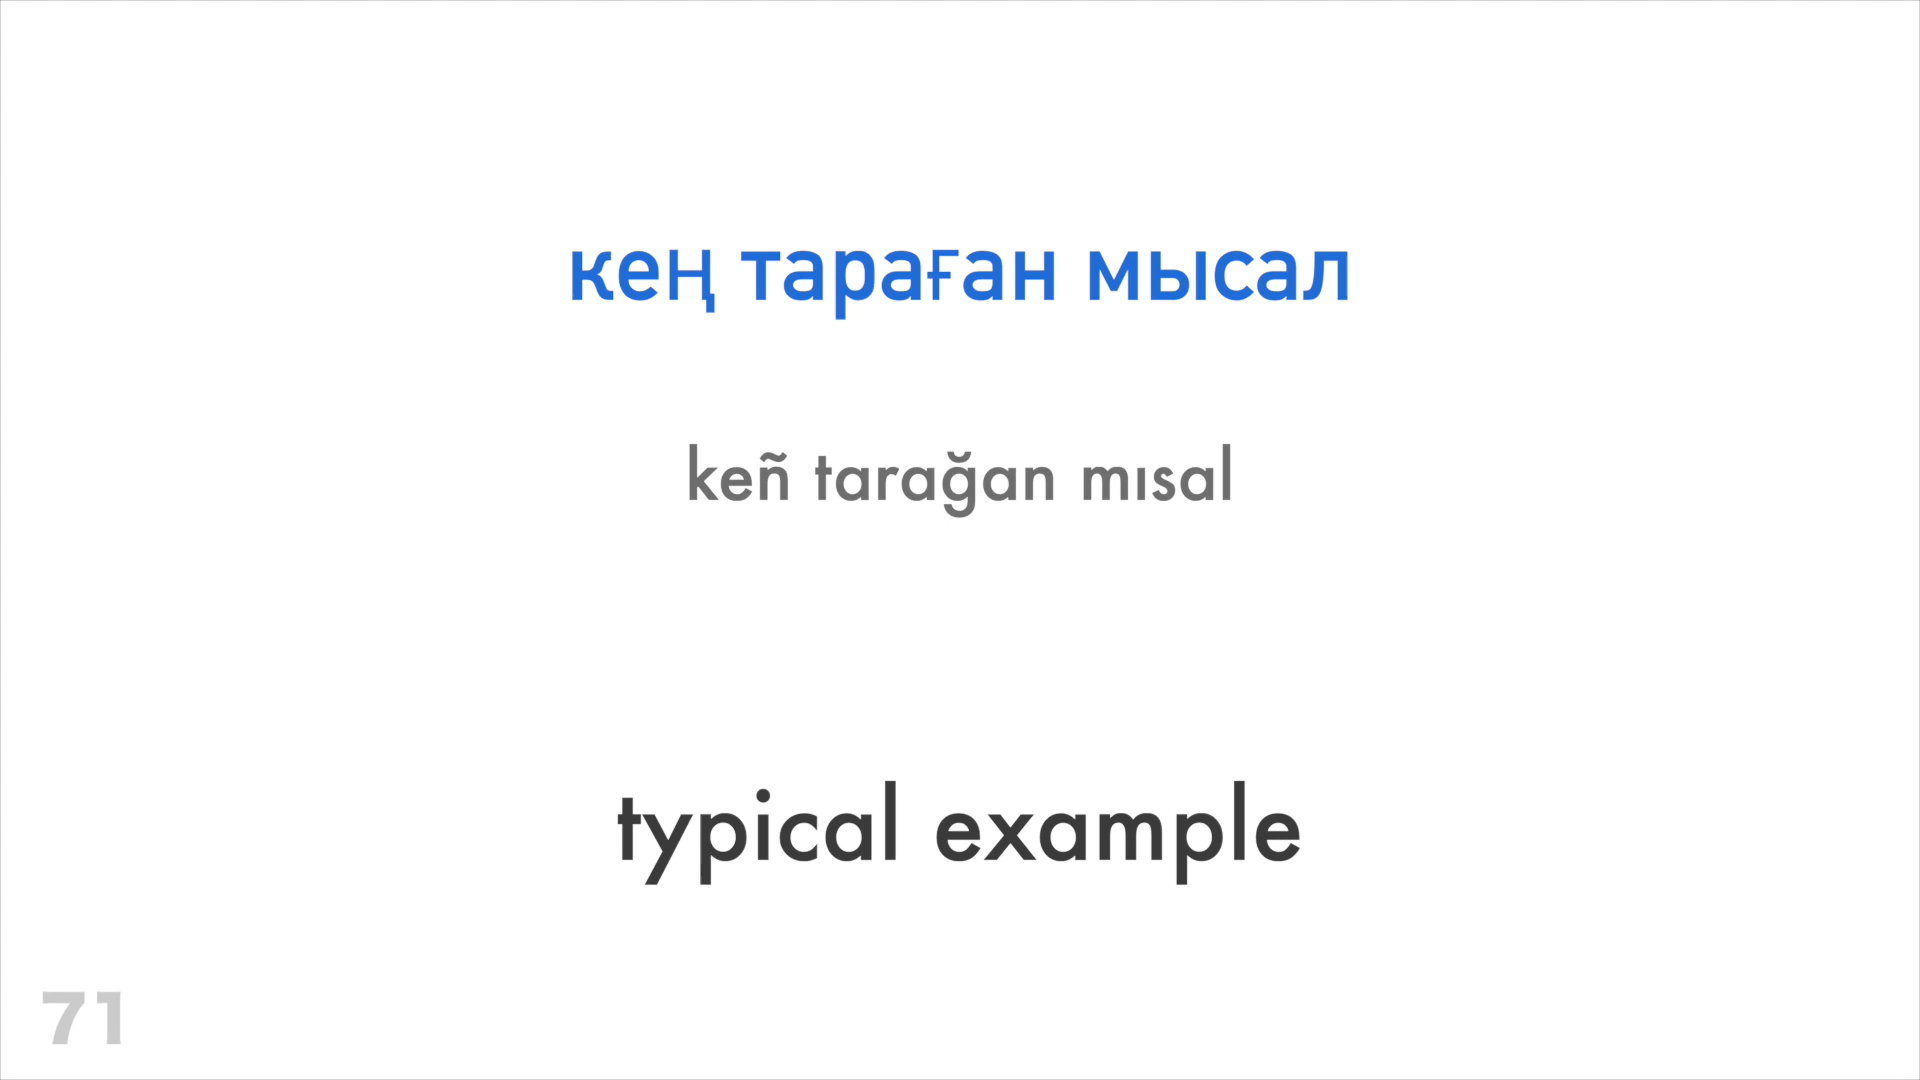 кең тараған мысал
keñ tarağan mısal
typical example
71